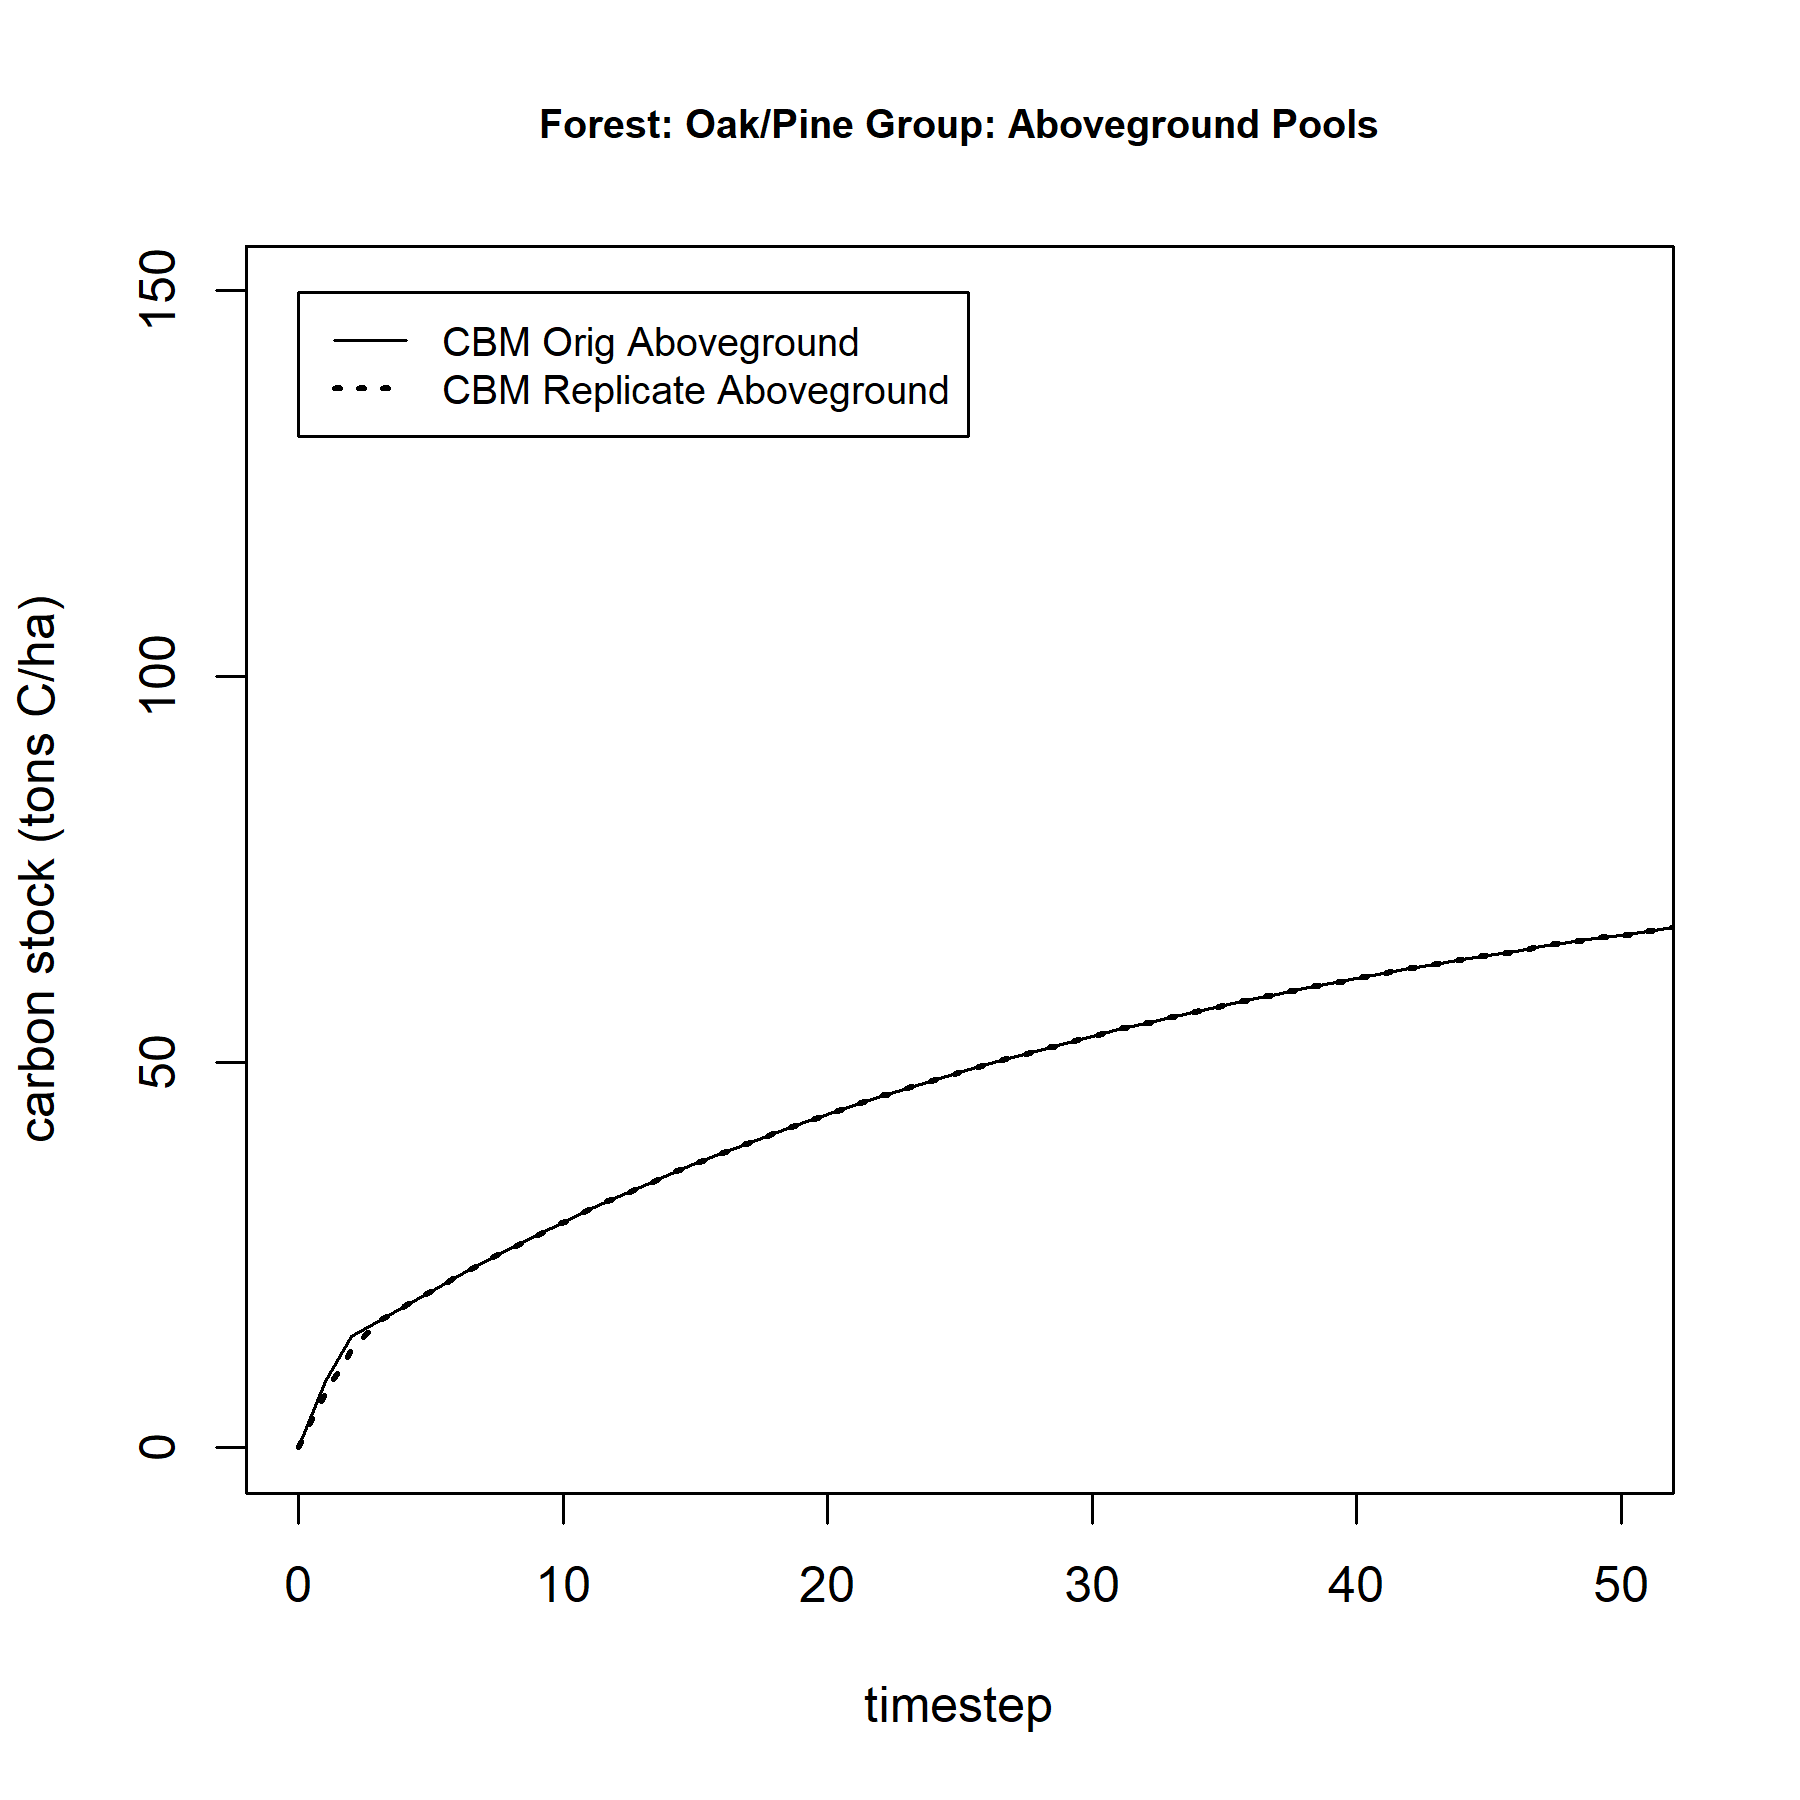 Forest: Oak/Pine Group: Aboveground Pools
CBM Orig Aboveground
CBM Replicate Aboveground
carbon stock (tons C/ha)
150
100
50
0
0 10 20 30 40 50
timestep